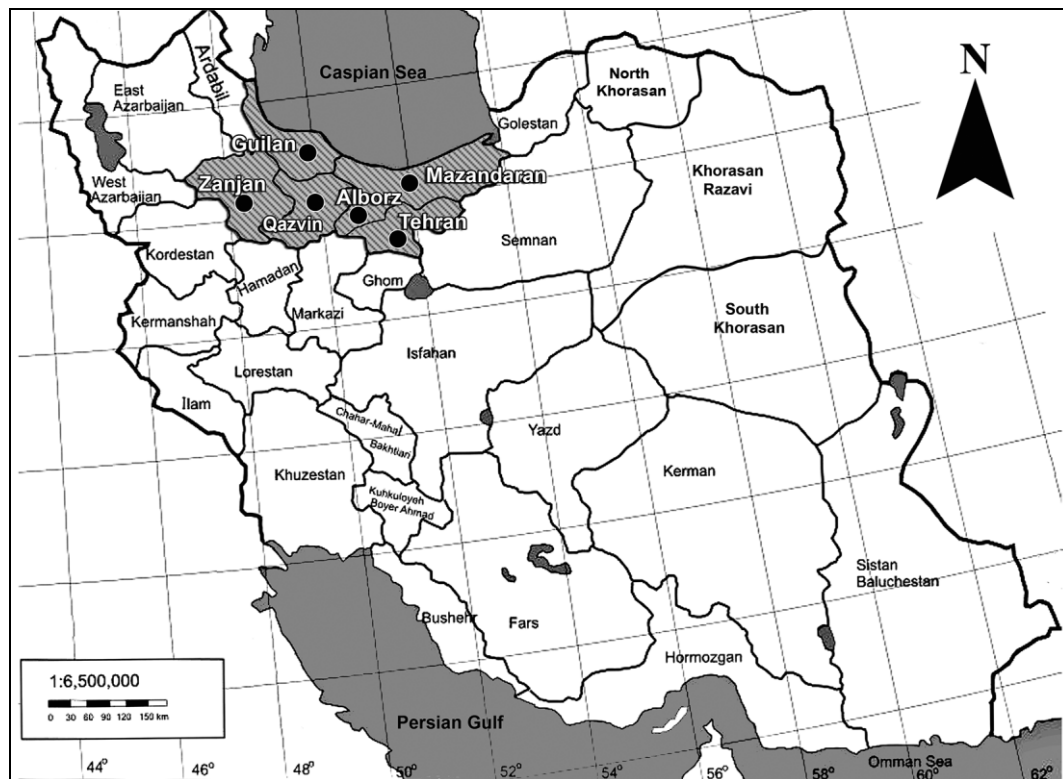 Caspian Sea
N
North
Khorasan
East
Azarbaijan
Ardabil
Golestan
Guilan
Khorasan
Razavi
Mazandaran
West
Azarbaijan
Zanjan
Alborz
Qazvin
Tehran
Semnan
Kordestan
Hamadan
Ghom
South
Khorasan
Kermanshah
Markazi
Isfahan
Lorestan
Ilam
Chahar-Mahal
Bakhtiari
Yazd
Kerman
Khuzestan
Kuhkuloyeh
Boyer Ahmad
Sistan
Baluchestan
Bushehr
Fars
Hormozgan
1:6,500,000
0 30 60 90 120 150 km
Persian Gulf
Omman Sea
44° 46° 48° 50° 52° 54° 56° 58° 60° 62°